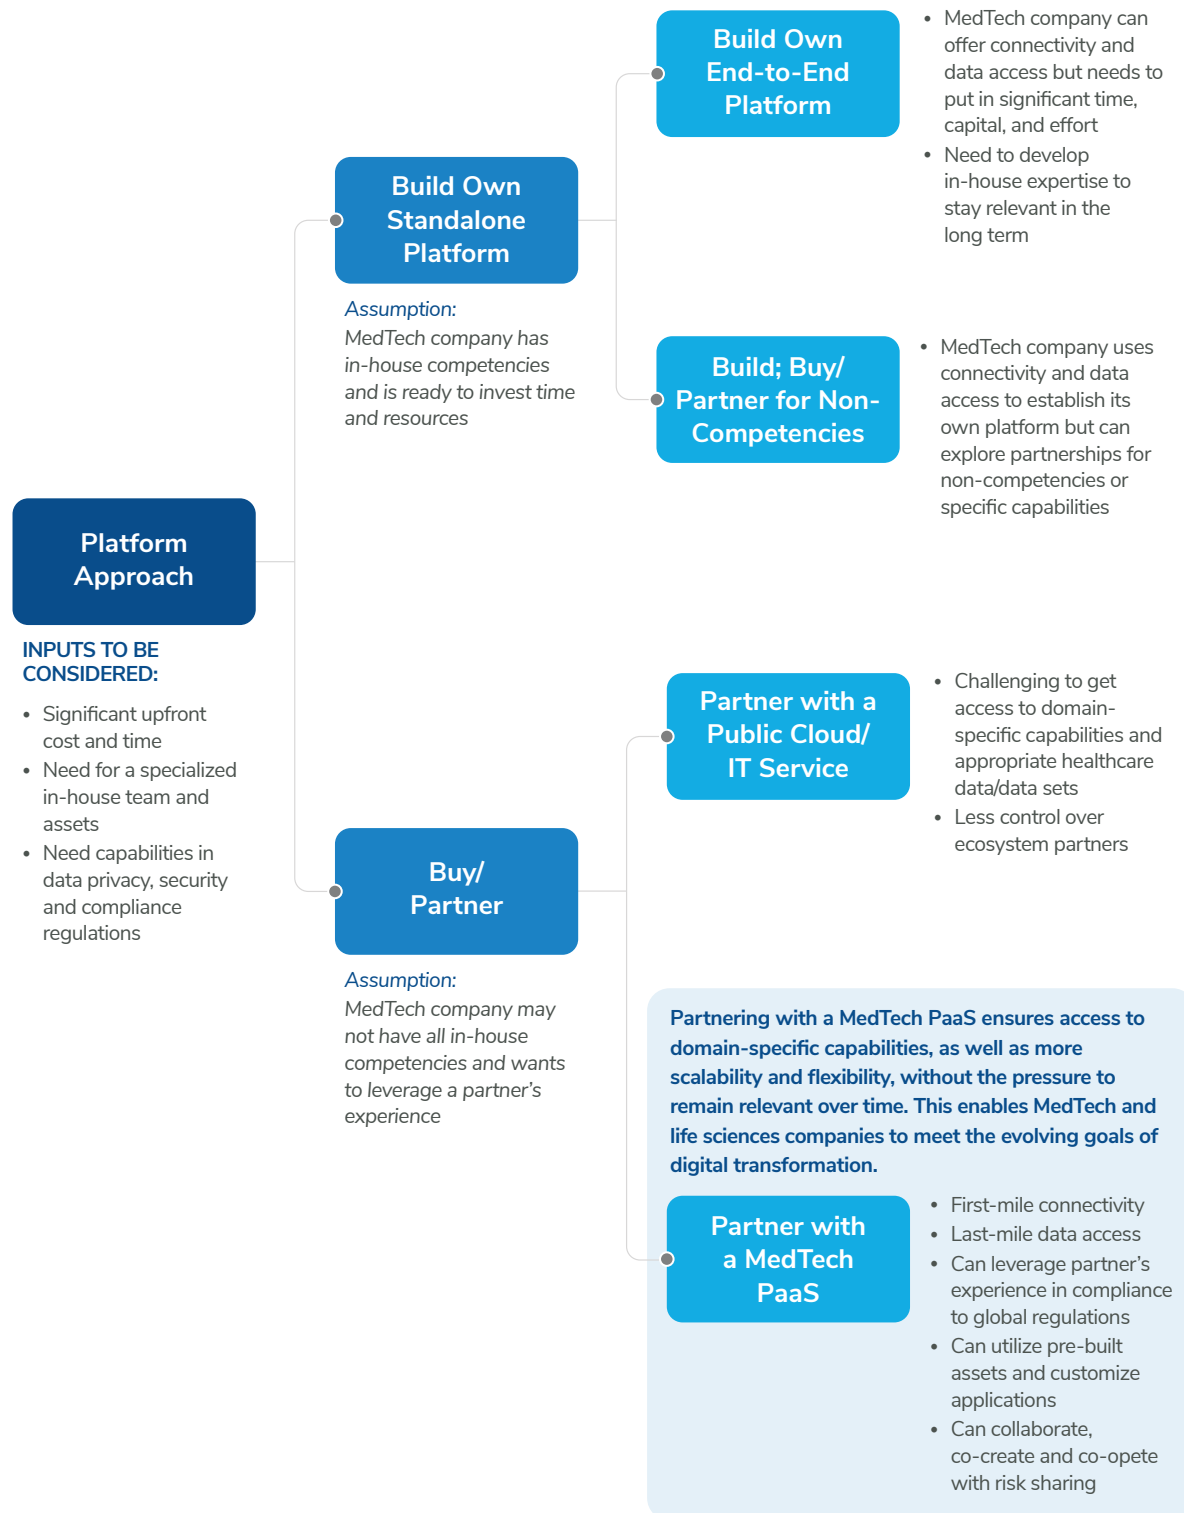 Platform
Approach
INPUTS TO BE
CONSIDERED:
• Significant upfront
cost and time
• Need for a specialized
in-house team and
assets
• Need capabilities in
data privacy, security
and compliance
regulations
Build Own
Standalone
Platform
Assumption:
MedTech company has
in-house competencies
and is ready to invest time
and resources
Build Own
End-to-End
Platform
• MedTech company can
offer connectivity and
data access but needs to
put in significant time,
capital, and effort
• Need to develop
in-house expertise to
stay relevant in the
long term
Build; Buy/
Partner for Non-
Competencies
• MedTech company uses
connectivity and data
access to establish its
own platform but can
explore partnerships for
non-competencies or
specific capabilities
Buy/
Partner
Assumption:
MedTech company may
not have all in-house
competencies and wants
to leverage a partner's
experience
Partner with a
Public Cloud/
IT Service
• Challenging to get
access to domain-
specific capabilities and
appropriate healthcare
data/data sets
• Less control over
ecosystem partners
Partnering with a MedTech PaaS ensures access to
domain-specific capabilities, as well as more
scalability and flexibility, without the pressure to
remain relevant over time. This enables MedTech and
life sciences companies to meet the evolving goals of
digital transformation.
Partner with
a MedTech
PaaS
• First-mile connectivity
• Last-mile data access
• Can leverage partner's
experience in compliance
to global regulations
• Can utilize pre-built
assets and customize
applications
• Can collaborate,
co-create and co-opete
with risk sharing